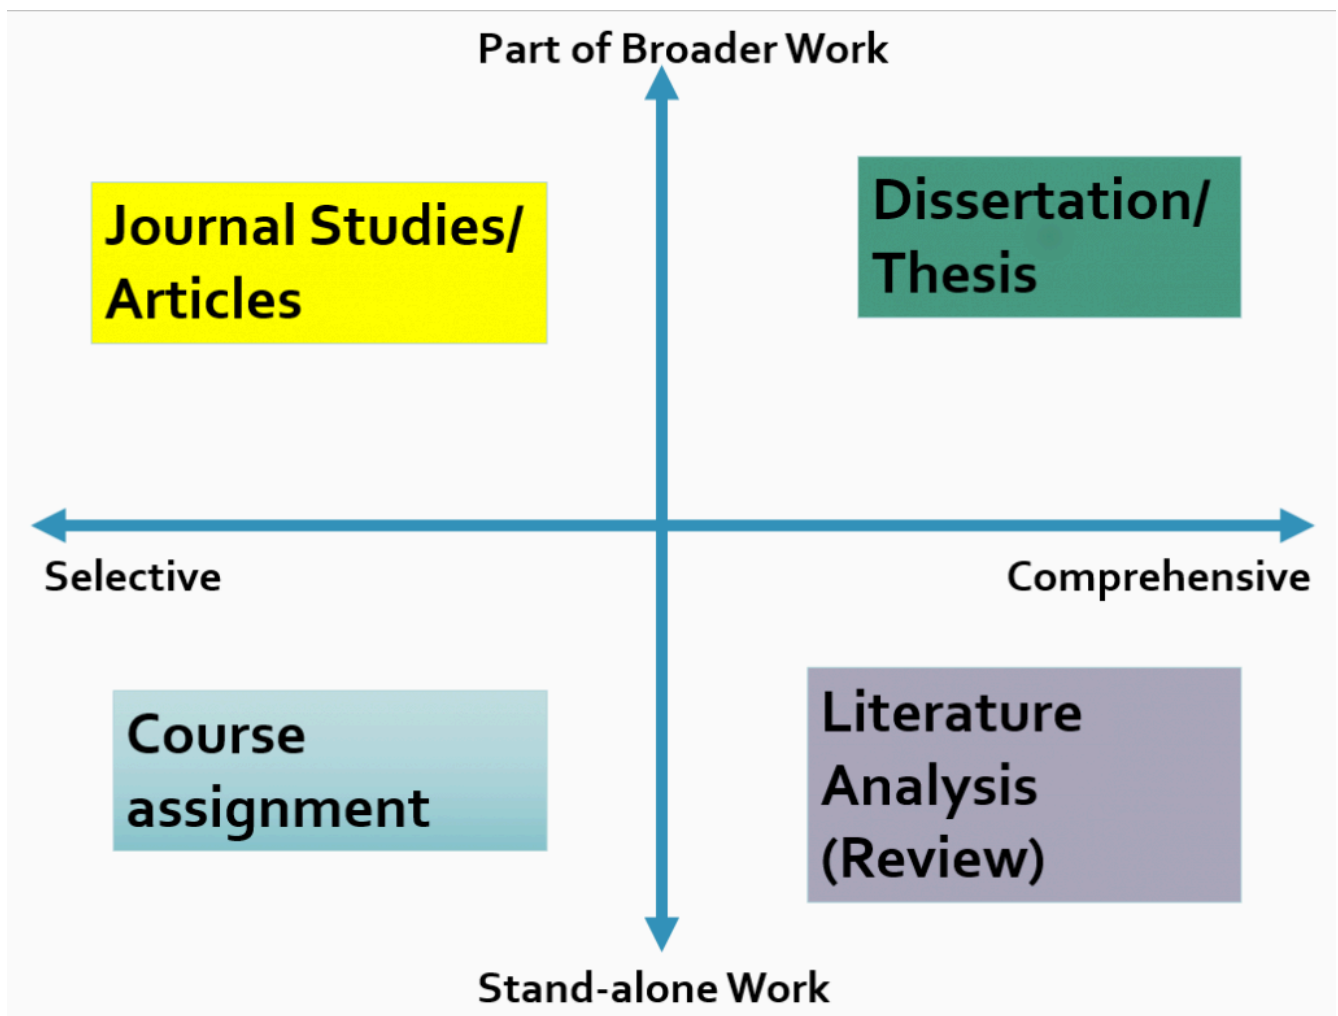 Part of Broader Work
Journal Studies/
Articles
Dissertation/
Thesis
Selective
Comprehensive
Course
assignment
Literature
Analysis
(Review)
Stand-alone Work